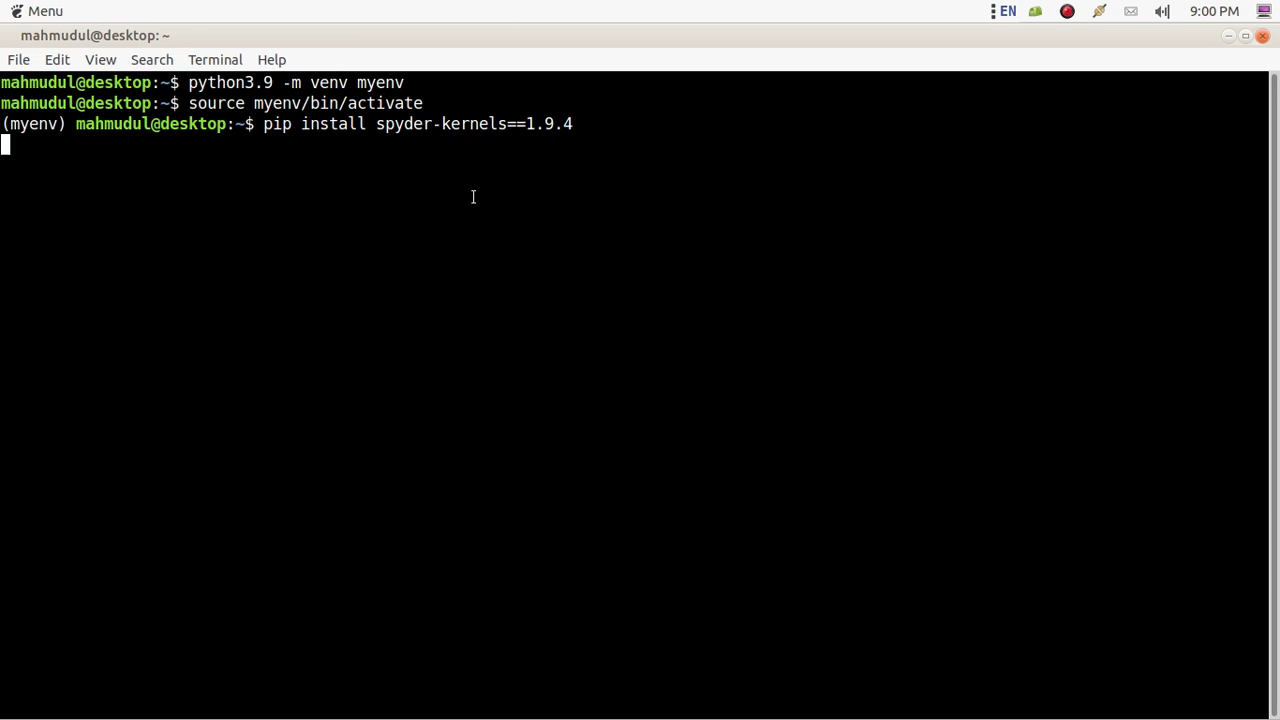 Menu EN 9:00 PM
mahmudul@desktop: ~
File Edit View Search Terminal Help
mahmudul@desktop:~$ python3.9 -m venv myenv
mahmudul@desktop:~$ source myenv/bin/activate
(myenv) mahmudul@desktop:~$ pip install spyder-kernels==1.9.4